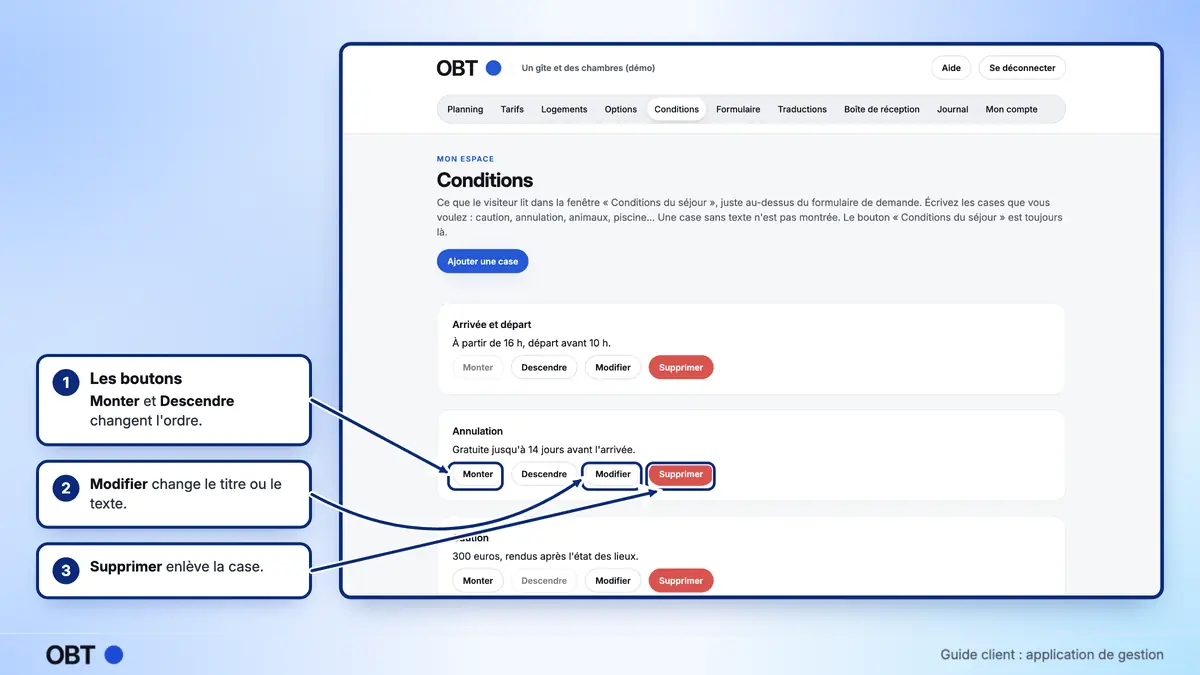 OBT
Un gîte et des chambres (démo)
Aide
Se déconnecter
Planning
Tarifs
Logements
Options
Conditions
Formulaire
Traductions
Boîte de réception
Journal
Mon compte
MON ESPACE
Conditions
Ce que le visiteur lit dans la fenêtre « Conditions du séjour », juste au-dessus du formulaire de demande. Écrivez les cases que vous
voulez : caution, annulation, animaux, piscine... Une case sans texte n'est pas montrée. Le bouton « Conditions du séjour » est toujours
là.
Ajouter une case
Arrivée et départ
À partir de 16 h, départ avant 10 h.
Monter
Descendre
Modifier
Supprimer
Annulation
Gratuite jusqu'à 14 jours avant l'arrivée.
Monter
Descendre
Modifier
Supprimer
300 euros, rendus après l'état des lieux.
Monter
Descendre
Modifier
Supprimer
1
Les boutons
Monter et Descendre
changent l'ordre.
2
Modifier change le titre ou le
texte.
3
Supprimer enlève la case.
OBT
Guide client : application de gestion